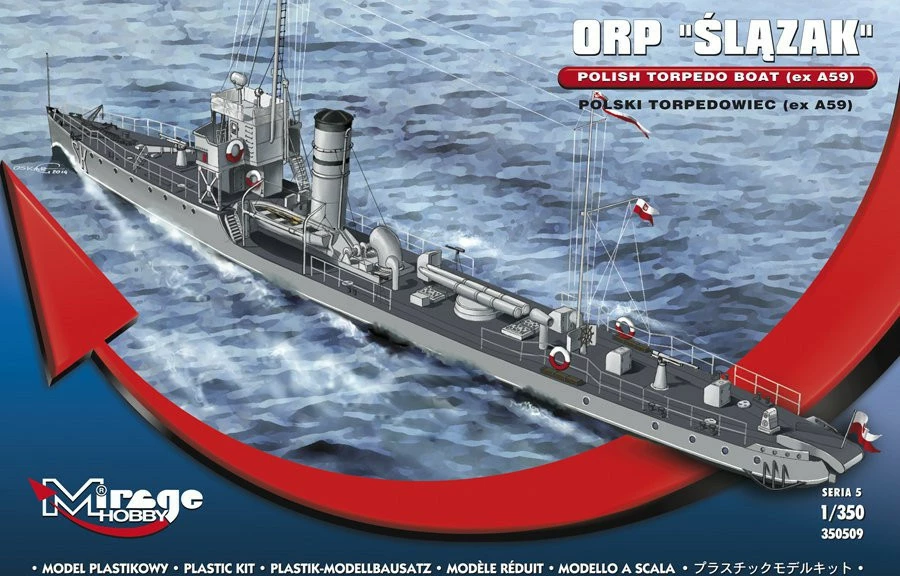 ORP "ŚLĄZAK"
POLISH TORPEDO BOAT (ex A59)
POLSKI TORPEDOWIEC (ex A59)
Mirage®
HOBBY
SERIA 5
1/350
350509
• MODEL PLASTIKOWY • PLASTIC KIT • PLASTIK-MODELLBAUSATZ • MODÈLE RÉDUIT • MODELLO A SCALA • プラスチックモデルキット •